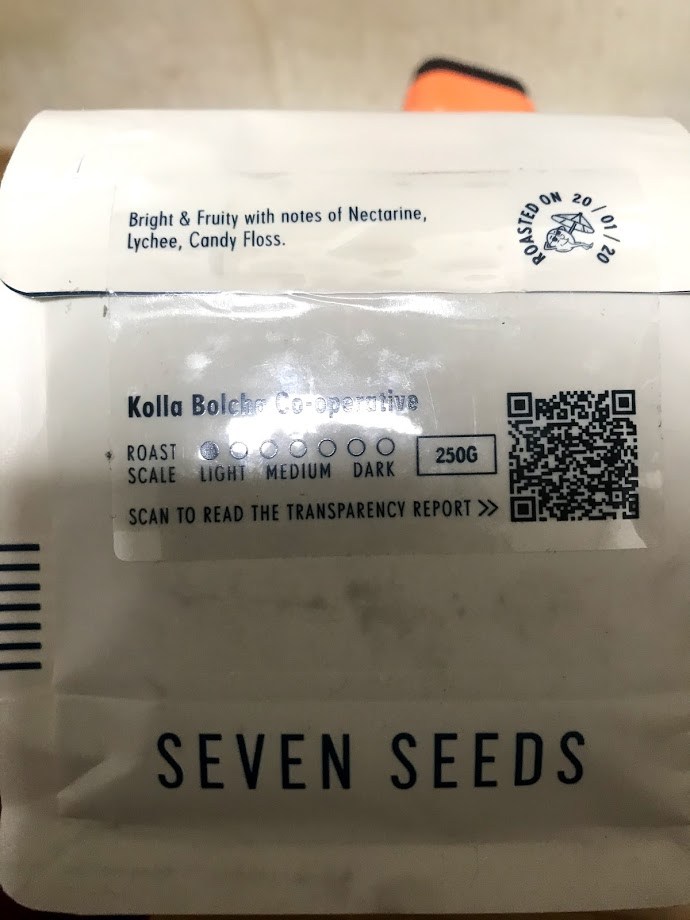 Bright & Fruity with notes of Nectarine,
Lychee, Candy Floss.
ROASTED ON 20/01/20
Kolla Bolcha Co-operative
ROAST
SCALE LIGHT MEDIUM DARK
250G
SCAN TO READ THE TRANSPARENCY REPORT >>
SEVEN SEEDS